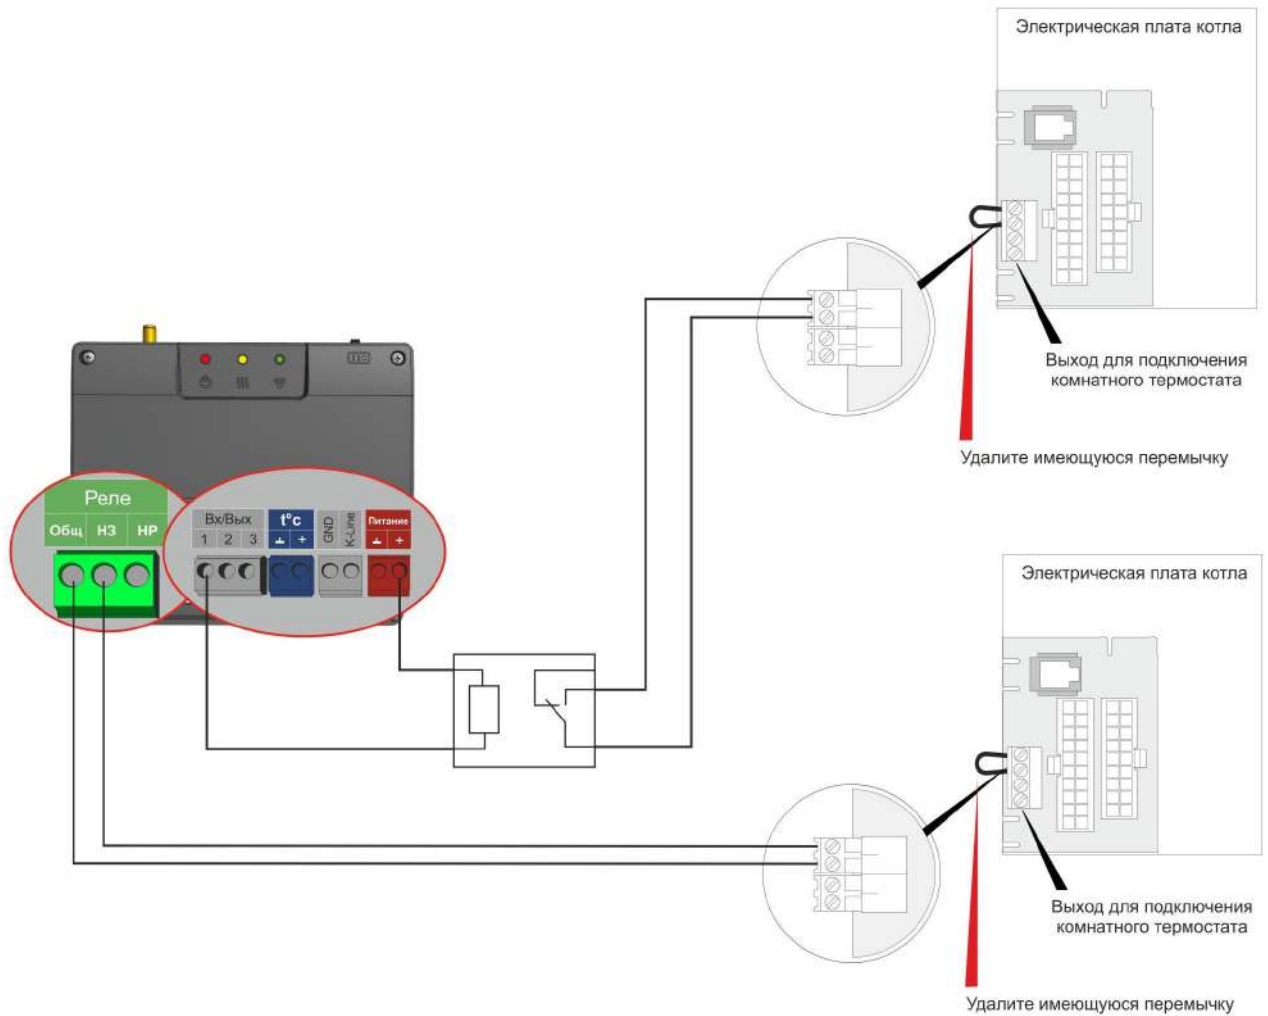 Электрическая плата котла
Выход для подключения
комнатного термостата
Удалите имеющуюся перемычку
Реле
Общ НЗ НР
Вх/Вых
1 2 3
t°c
+
GND
K-Line
Питание
+
Электрическая плата котла
Выход для подключения
комнатного термостата
Удалите имеющуюся перемычку